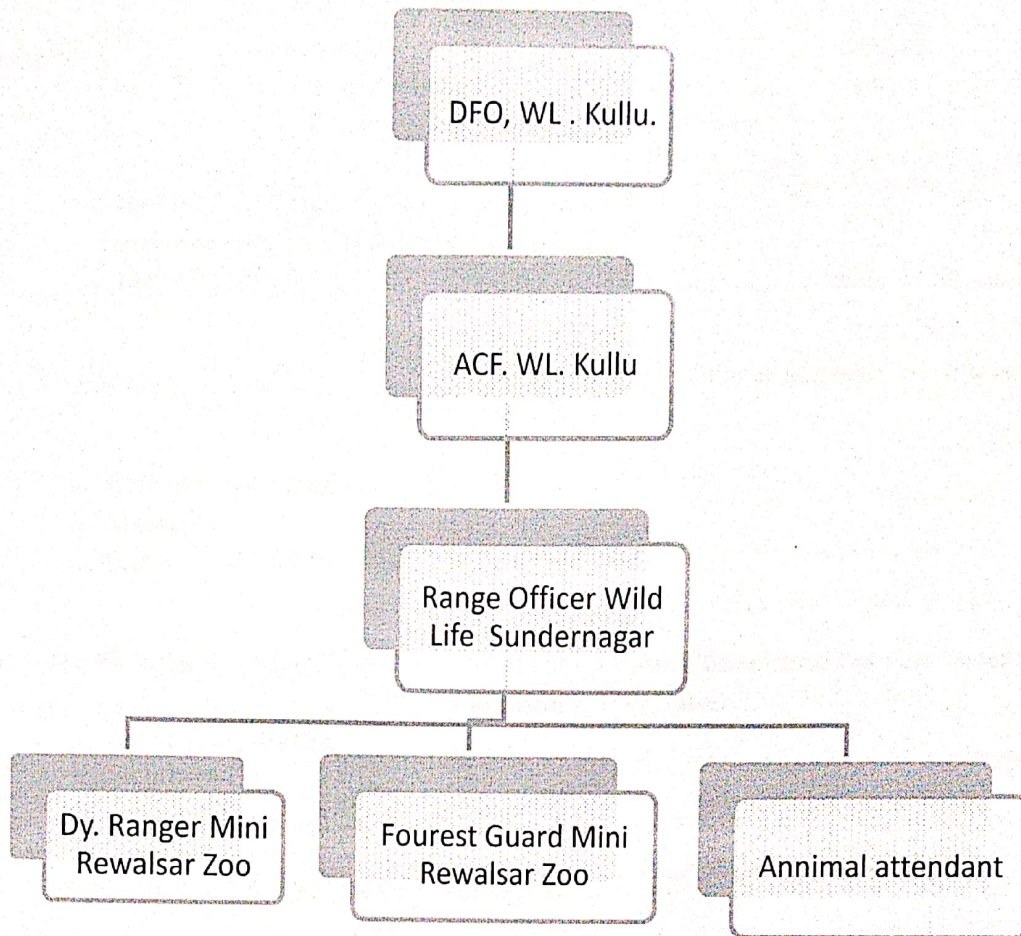 DFO, WL . Kullu.
ACF. WL. Kullu
Range Officer Wild
Life Sundernagar
Dy. Ranger Mini
Rewalsar Zoo
Fourest Guard Mini
Rewalsar Zoo
Annimal attendant